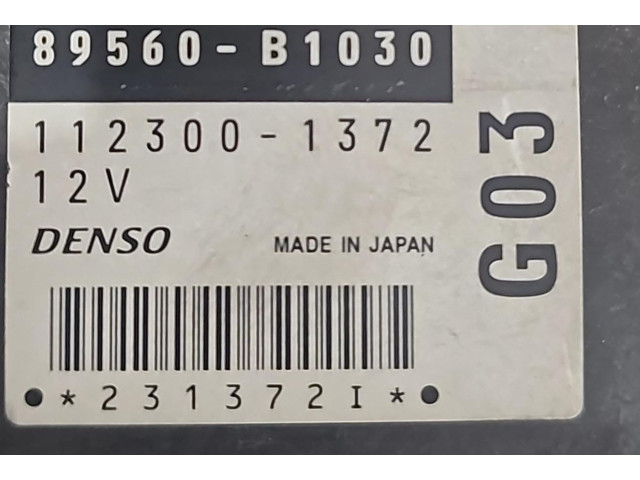 89560-B1030
112300-1372
12V
DENSO MADE IN JAPAN
*231372I*
G03